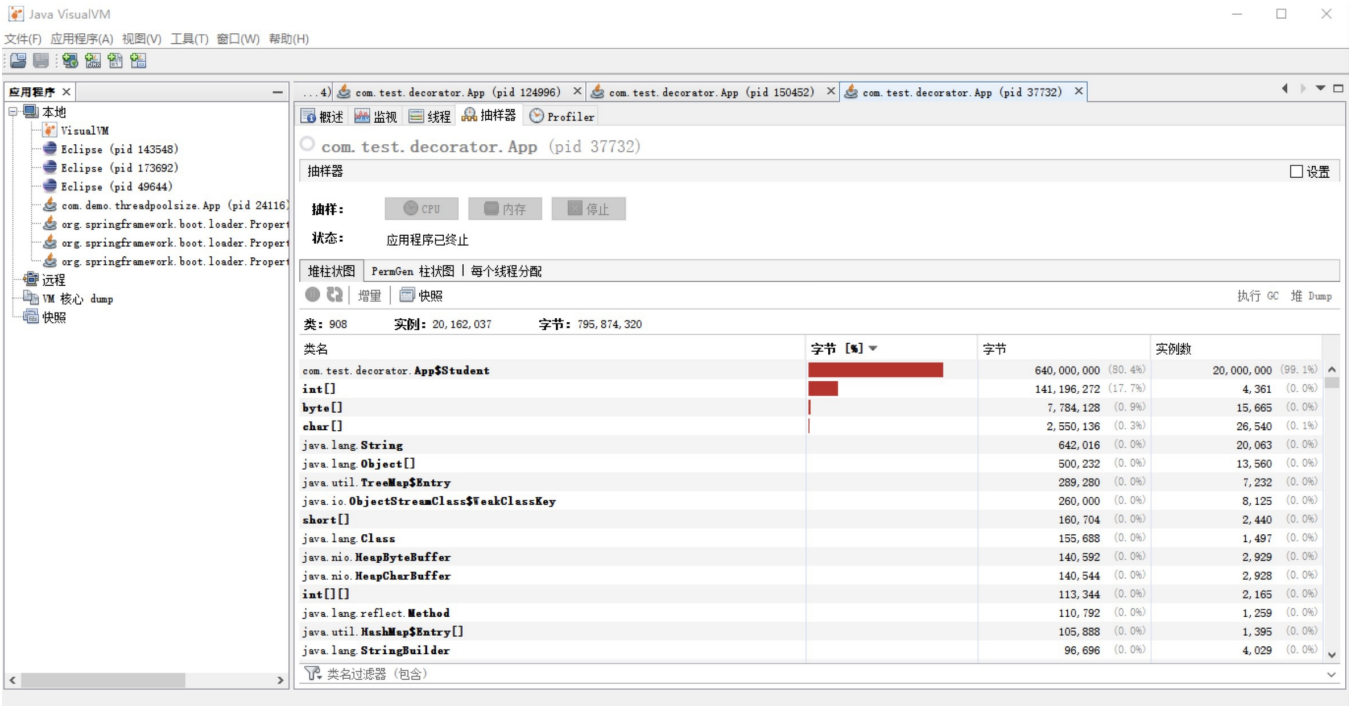 Java VisualVM
文件(F) 应用程序(A) 视图(V) 工具(T) 窗口(W) 帮助(H)
应用程序
本地
VisualVM
Eclipse (pid 143548)
Eclipse (pid 173692)
Eclipse (pid 49644)
com.demo.threadpoolsize.App (pid 24116)
org.springframework.boot.loader.Propert
org.springframework.boot.loader.Propert
org.springframework.boot.loader.Propert
远程
VM 核心 dump
快照
...4) com.test.decorator.App (pid 124996) com.test.decorator.App (pid 150452) com.test.decorator.App (pid 37732)
概述 监视 线程 抽样器 Profiler
com.test.decorator.App (pid 37732)
抽样器 设置
抽样: CPU 内存 停止
状态: 应用程序已终止
堆柱状图 PermGen 柱状图 每个线程分配
增量 快照 执行 GC 堆 Dump
类: 908 实例: 20,162,037 字节: 795,874,320
类名 字节 [%] 字节 实例数
com.test.decorator.App$Student 640,000,000 (80.4%) 20,000,000 (99.1%)
int[] 141,196,272 (17.7%) 4,361 (0.0%)
byte[] 7,784,128 (0.9%) 15,665 (0.0%)
char[] 2,550,136 (0.3%) 26,540 (0.1%)
java.lang.String 642,016 (0.0%) 20,063 (0.0%)
java.lang.Object[] 500,232 (0.0%) 13,560 (0.0%)
java.util.TreeMap$Entry 289,280 (0.0%) 7,232 (0.0%)
java.io.ObjectStreamClass$WeakClassKey 260,000 (0.0%) 8,125 (0.0%)
short[] 160,704 (0.0%) 2,440 (0.0%)
java.lang.Class 155,688 (0.0%) 1,497 (0.0%)
java.nio.HeapByteBuffer 140,592 (0.0%) 2,929 (0.0%)
java.nio.HeapCharBuffer 140,544 (0.0%) 2,928 (0.0%)
int[][] 113,344 (0.0%) 2,165 (0.0%)
java.lang.reflect.Method 110,792 (0.0%) 1,259 (0.0%)
java.util.HashMap$Entry[] 105,888 (0.0%) 1,395 (0.0%)
java.lang.StringBuilder 96,696 (0.0%) 4,029 (0.0%)
类名过滤器 (包含)